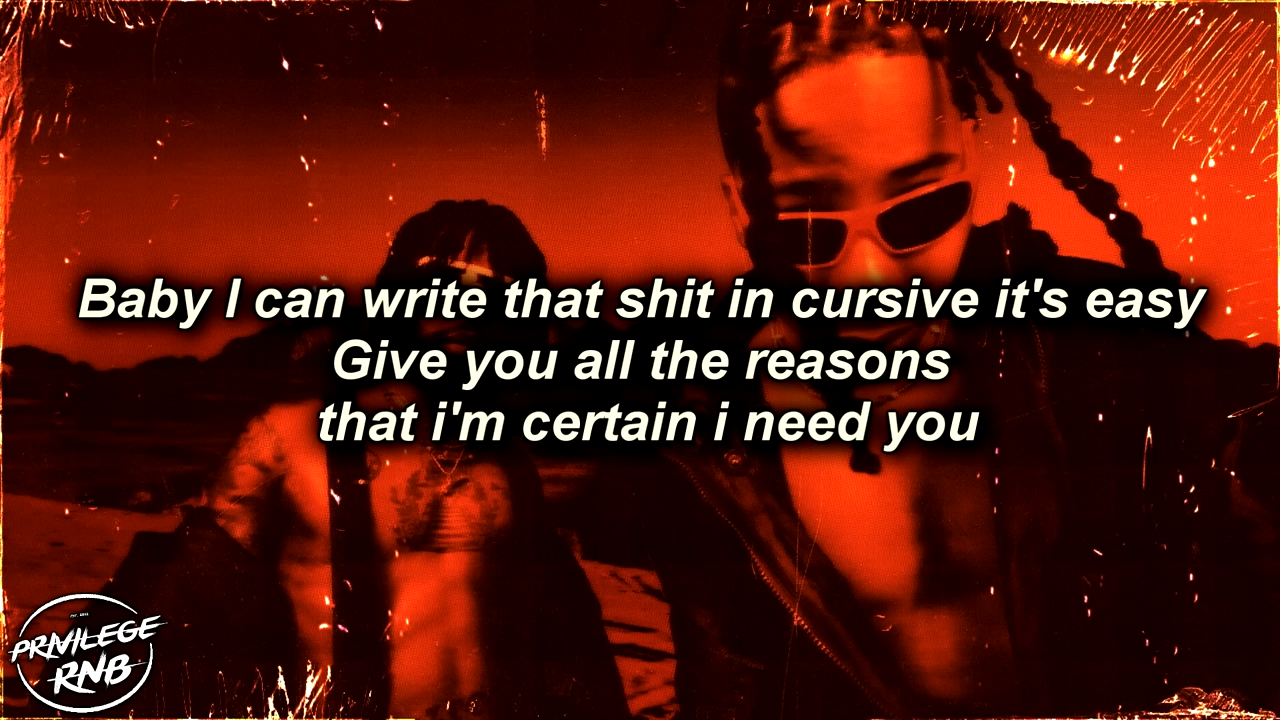 Baby I can write that shit in cursive it's easy
Give you all the reasons
that i'm certain i need you
PRIVILEGE
RNB